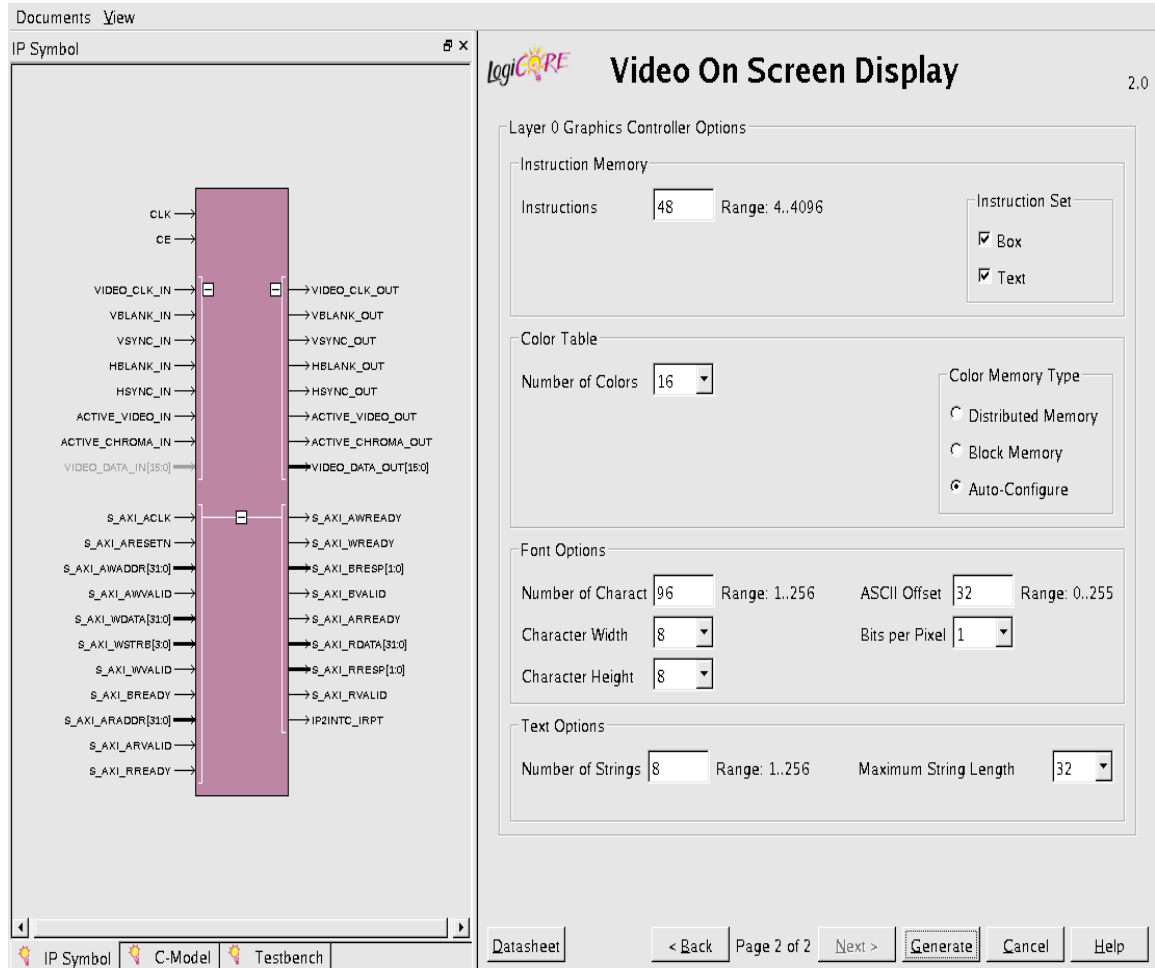 Documents View
IP Symbol
CLK
CE
VIDEO_CLK_IN
VBLANK_IN
VSYNC_IN
HBLANK_IN
HSYNC_IN
ACTIVE_VIDEO_IN
ACTIVE_CHROMA_IN
VIDEO_DATA_IN[15:0]
VIDEO_CLK_OUT
VBLANK_OUT
VSYNC_OUT
HBLANK_OUT
HSYNC_OUT
ACTIVE_VIDEO_OUT
ACTIVE_CHROMA_OUT
VIDEO_DATA_OUT[15:0]
S_AXI_ACLK
S_AXI_ARESETN
S_AXI_AWADDR[31:0]
S_AXI_AWVALID
S_AXI_WDATA[31:0]
S_AXI_WSTRB[3:0]
S_AXI_WVALID
S_AXI_BREADY
S_AXI_ARADDR[31:0]
S_AXI_ARVALID
S_AXI_RREADY
S_AXI_AWREADY
S_AXI_WREADY
S_AXI_BRESP[1:0]
S_AXI_BVALID
S_AXI_ARREADY
S_AXI_RDATA[31:0]
S_AXI_RRESP[1:0]
S_AXI_RVALID
IP2INTC_IRPT
IP Symbol C-Model Testbench
LogiCORE
Video On Screen Display
2.0
Layer 0 Graphics Controller Options
Instruction Memory
Instructions 48 Range: 4..4096
Instruction Set
Box
Text
Color Table
Number of Colors 16
Color Memory Type
Distributed Memory
Block Memory
Auto-Configure
Font Options
Number of Charact 96 Range: 1..256 ASCII Offset 32 Range: 0..255
Character Width 8 Bits per Pixel 1
Character Height 8
Text Options
Number of Strings 8 Range: 1..256 Maximum String Length 32
Datasheet < Back Page 2 of 2 Next > Generate Cancel Help